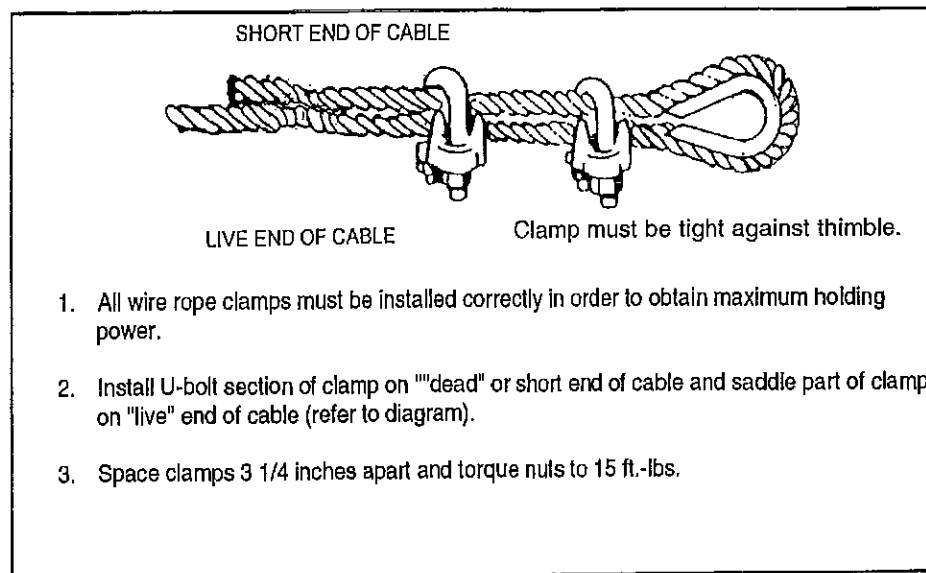 SHORT END OF CABLE
LIVE END OF CABLE
Clamp must be tight against thimble.
1. All wire rope clamps must be installed correctly in order to obtain maximum holding
power.
2. Install U-bolt section of clamp on ""dead" or short end of cable and saddle part of clamp
on "live" end of cable (refer to diagram).
3. Space clamps 3 1/4 inches apart and torque nuts to 15 ft.-lbs.